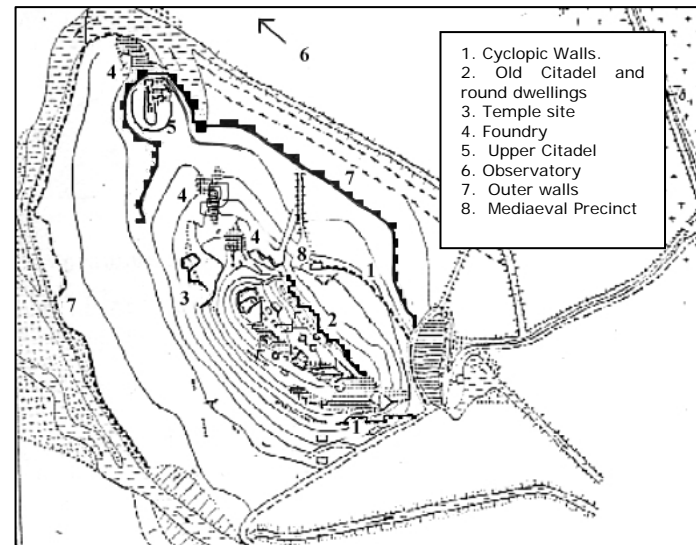 6
4
5
7
4
4
8
1
3
2
7
1
1. Cyclopic Walls.
2. Old Citadel and
round dwellings
3. Temple site
4. Foundry
5. Upper Citadel
6. Observatory
7. Outer walls
8. Mediaeval Precinct